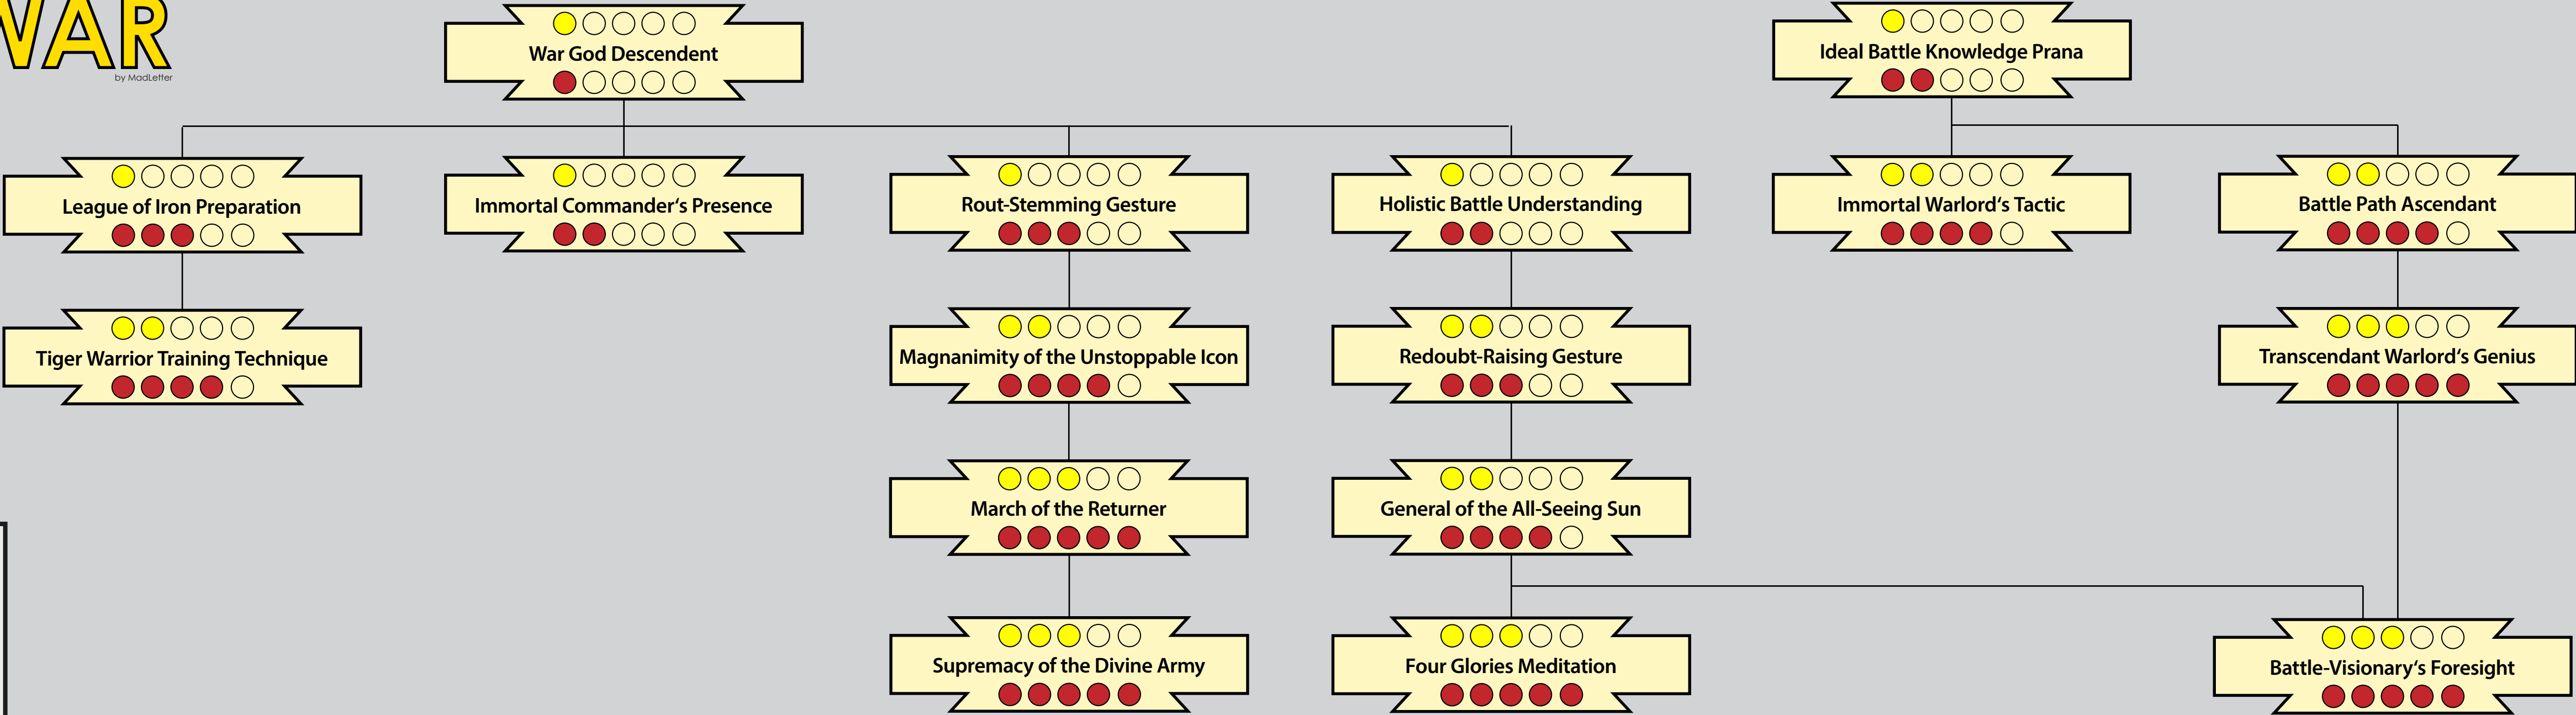 WAR
by MadLetter
War God Descendent
Ideal Battle Knowledge Prana
League of Iron Preparation
Immortal Commander‘s Presence
Rout-Stemming Gesture
Holistic Battle Understanding
Immortal Warlord‘s Tactic
Battle Path Ascendant
Tiger Warrior Training Technique
Magnanimity of the Unstoppable Icon
Redoubt-Raising Gesture
Transcendant Warlord‘s Genius
March of the Returner
General of the All-Seeing Sun
Supremacy of the Divine Army
Four Glories Meditation
Battle-Visionary‘s Foresight